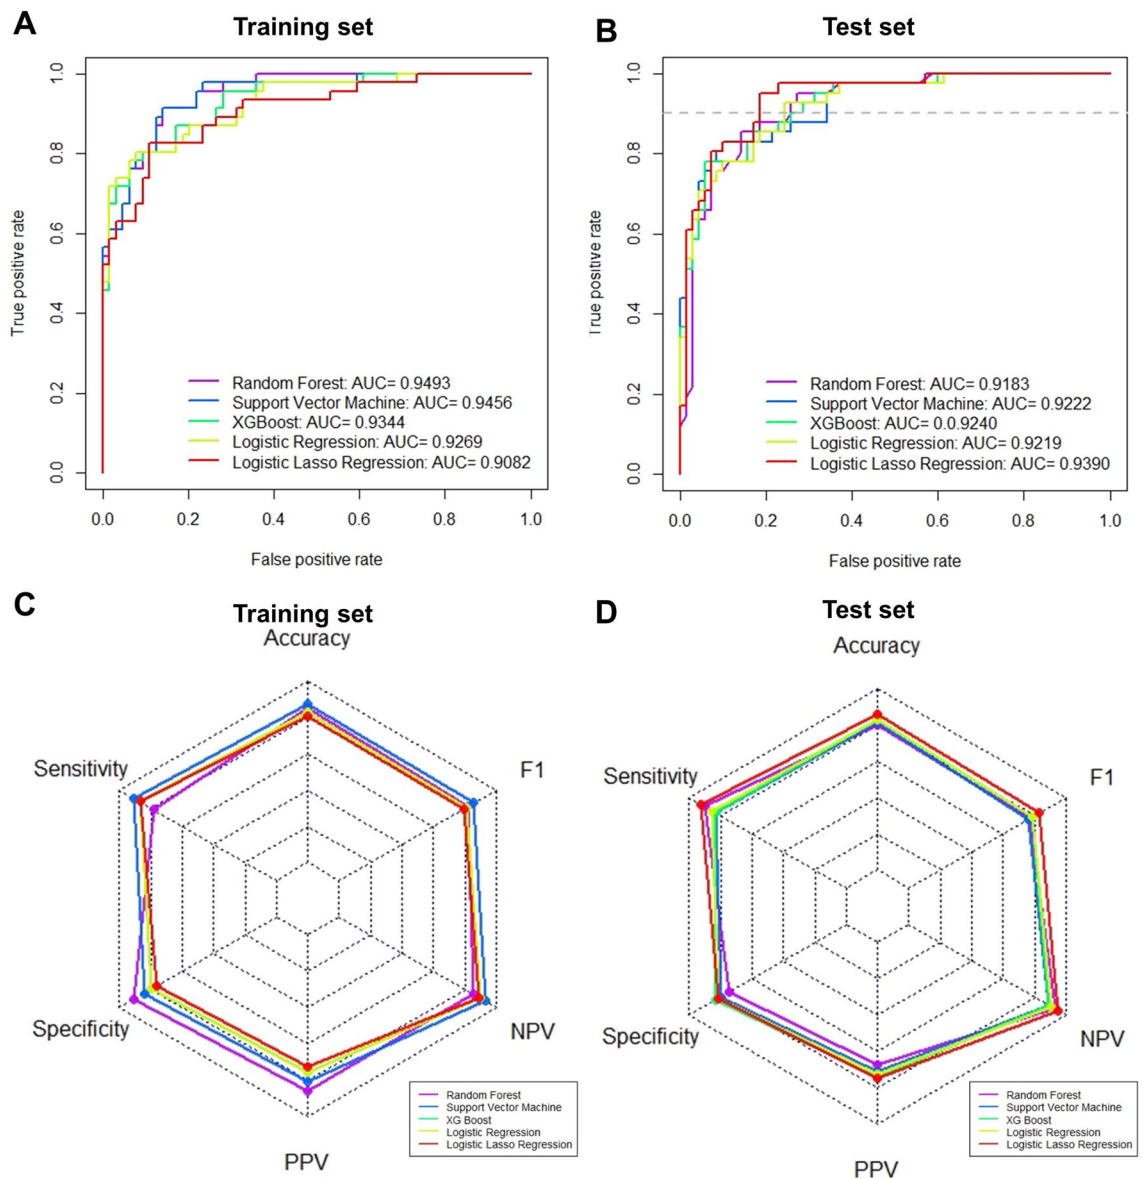 A
Training set
True positive rate
1.0
0.8
0.6
0.4
0.2
0.0
Random Forest: AUC= 0.9493
Support Vector Machine: AUC= 0.9456
XGBoost: AUC= 0.9344
Logistic Regression: AUC= 0.9269
Logistic Lasso Regression: AUC= 0.9082
0.0 0.2 0.4 0.6 0.8 1.0
False positive rate
B
Test set
True positive rate
1.0
0.8
0.6
0.4
0.2
0.0
Random Forest: AUC= 0.9183
Support Vector Machine: AUC= 0.9222
XGBoost: AUC= 0.0.9240
Logistic Regression: AUC= 0.9219
Logistic Lasso Regression: AUC= 0.9390
0.0 0.2 0.4 0.6 0.8 1.0
False positive rate
C
Training set
Accuracy
Sensitivity
F1
Specificity
NPV
PPV
Random Forest
Support Vector Machine
XG Boost
Logistic Regression
Logistic Lasso Regression
D
Test set
Accuracy
Sensitivity
F1
Specificity
NPV
PPV
Random Forest
Support Vector Machine
XG Boost
Logistic Regression
Logistic Lasso Regression